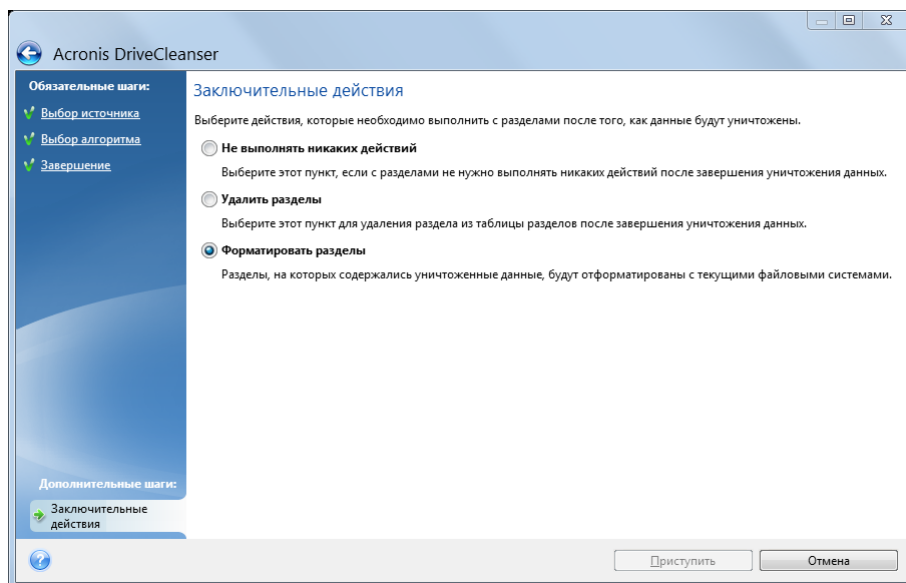 Acronis DriveCleanser
Обязательные шаги:
Выбор источника
Выбор алгоритма
Завершение
Заключительные действия
Выберите действия, которые необходимо выполнить с разделами после того, как данные будут уничтожены.
Не выполнять никаких действий
Выберите этот пункт, если с разделами не нужно выполнять никаких действий после завершения уничтожения данных.
Удалить разделы
Выберите этот пункт для удаления раздела из таблицы разделов после завершения уничтожения данных.
Форматировать разделы
Разделы, на которых содержались уничтоженные данные, будут отформатированы с текущими файловыми системами.
Дополнительные шаги:
Заключительные
действия
?
Приступить
Отмена